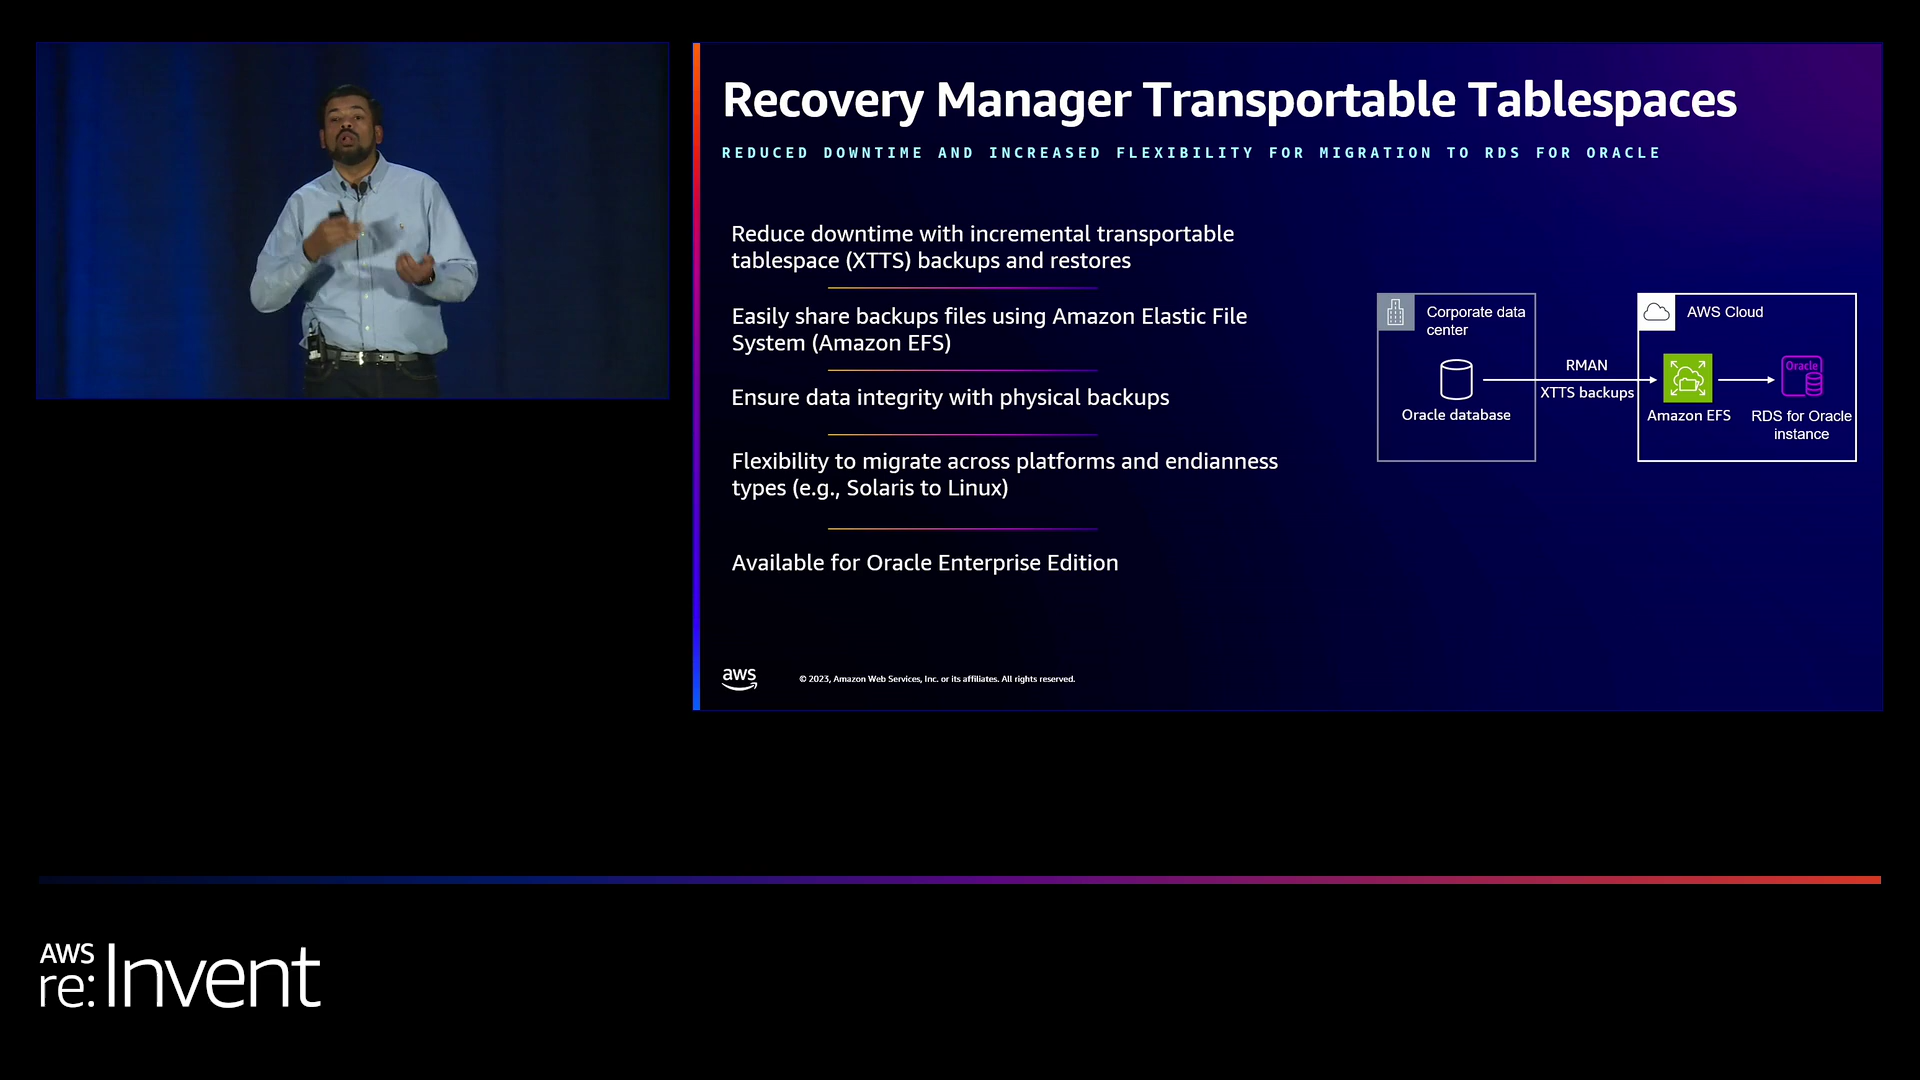 Recovery Manager Transportable Tablespaces
REDUCED DOWNTIME AND INCREASED FLEXIBILITY FOR MIGRATION TO RDS FOR ORACLE
Reduce downtime with incremental transportable
tablespace (XTTS) backups and restores
Easily share backups files using Amazon Elastic File
System (Amazon EFS)
Ensure data integrity with physical backups
Flexibility to migrate across platforms and endianness
types (e.g., Solaris to Linux)
Available for Oracle Enterprise Edition
Corporate data
center
Oracle database
RMAN
XTTS backups
AWS Cloud
Amazon EFS
Oracle
RDS for Oracle
instance
aws
© 2023, Amazon Web Services, Inc. or its affiliates. All rights reserved.
AWS
re:Invent